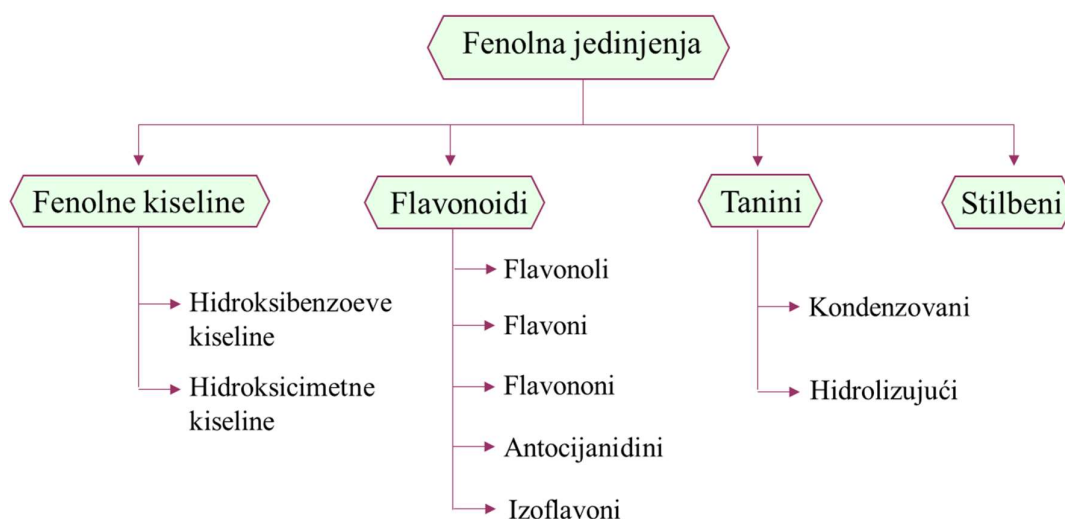 Fenolna jedinjenja
Fenolne kiseline
Flavonoidi
Tanini
Stilbeni
Hidroksibenzoeve
kiseline
Hidroksicimetne
kiseline
Flavonoli
Flavoni
Flavononi
Antocijanidini
Izoflavoni
Kondenzovani
Hidrolizujući